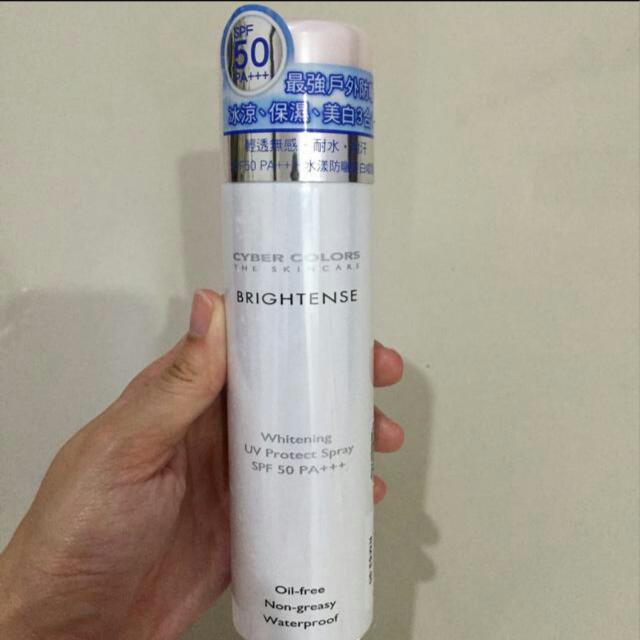 SPF
50
PA+++
最強戶外防
冰涼、保濕、美白3合
輕透無感・耐水・
SPF50 PA+++水漾防曬
CYBER COLORS
THE SKINCARE
BRIGHTENSE
Whitening
UV Protect Spray
SPF 50 PA+++
Oil-free
Non-greasy
Waterproof